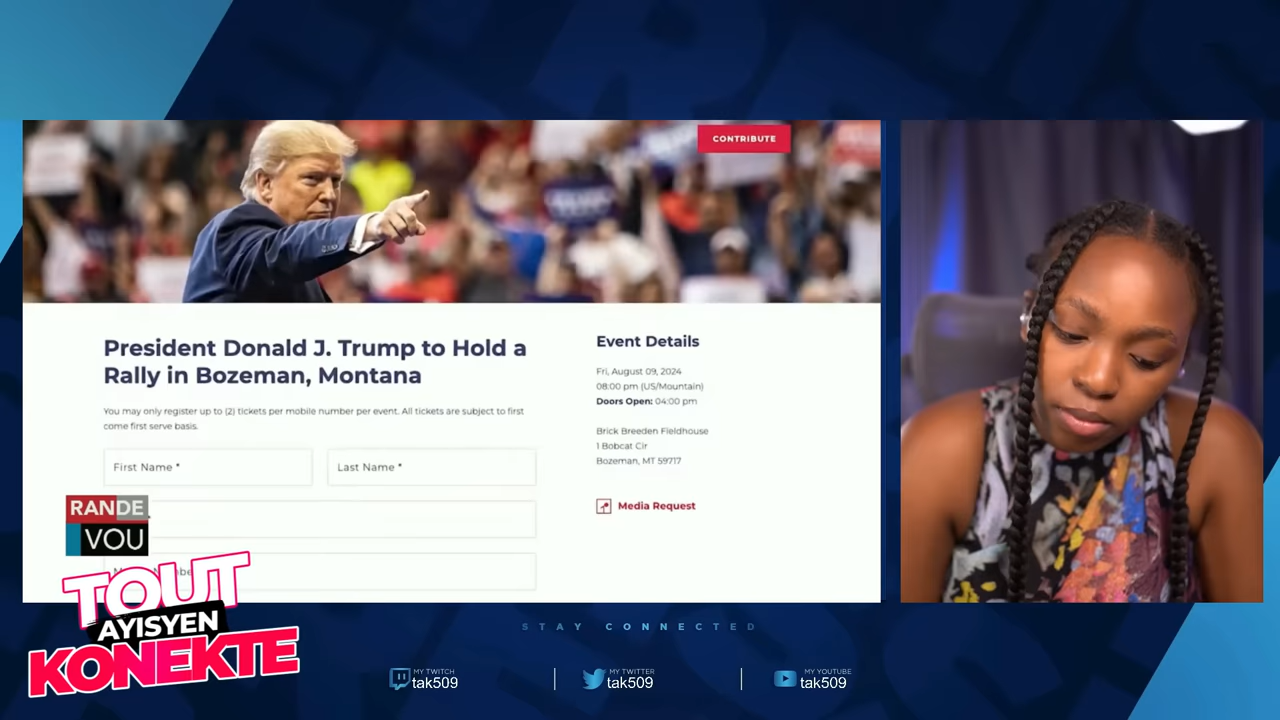 CONTRIBUTE
President Donald J. Trump to Hold a
Rally in Bozeman, Montana
You may only register up to (2) tickets per mobile number per event. All tickets are subject to first
come first serve basis.
First Name *
Last Name *
Event Details
Fri, August 09, 2024
08:00 pm (US/Mountain)
Doors Open: 04:00 pm
Brick Breeden Fieldhouse
1 Bobcat Cir
Bozeman, MT 59717
Media Request
RANDE
VOU
TOUT
AYISYEN
KONEKTE
STAY CONNECTED
MY TWITCH
tak509
MY TWITTER
tak509
MY YOUTUBE
tak509